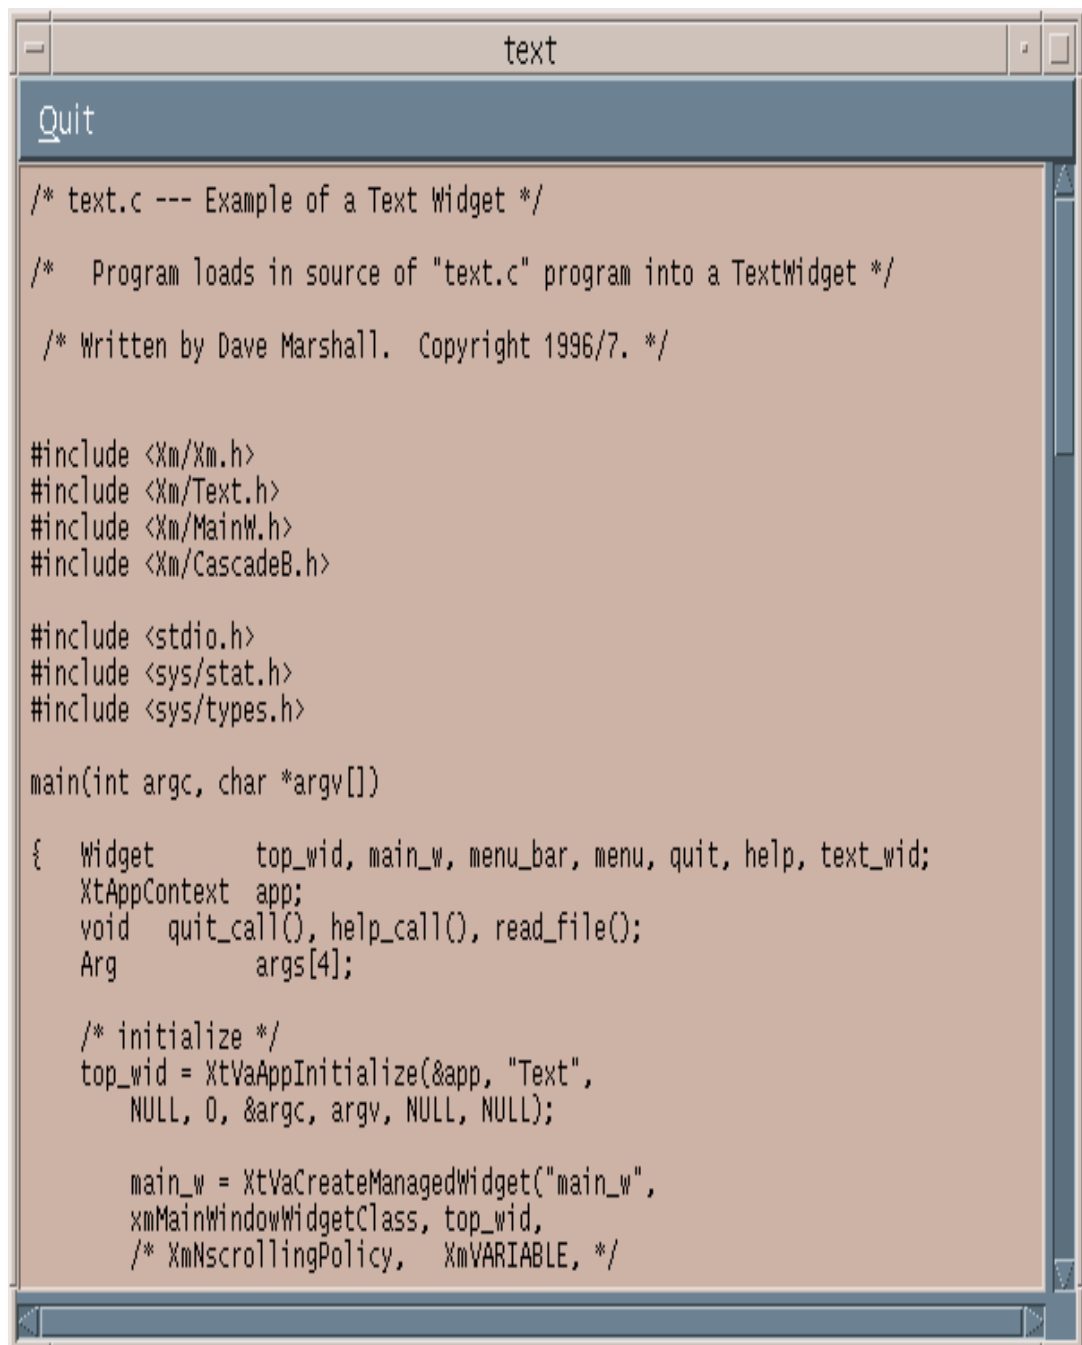 text
Quit
/* text.c --- Example of a Text Widget */
/*   Program loads in source of "text.c" program into a TextWidget */
 /* Written by Dave Marshall.  Copyright 1996/7. */
#include <Xm/Xm.h>
#include <Xm/Text.h>
#include <Xm/MainW.h>
#include <Xm/CascadeB.h>
#include <stdio.h>
#include <sys/stat.h>
#include <sys/types.h>
main(int argc, char *argv[])
{   Widget        top_wid, main_w, menu_bar, menu, quit, help, text_wid;
    XtAppContext  app;
    void   quit_call(), help_call(), read_file();
    Arg           args[4];
    /* initialize */
    top_wid = XtVaAppInitialize(&app, "Text",
        NULL, 0, &argc, argv, NULL, NULL);
        main_w = XtVaCreateManagedWidget("main_w",
        xmMainWindowWidgetClass, top_wid,
        /* XmNscrollingPolicy,   XmVARIABLE, */